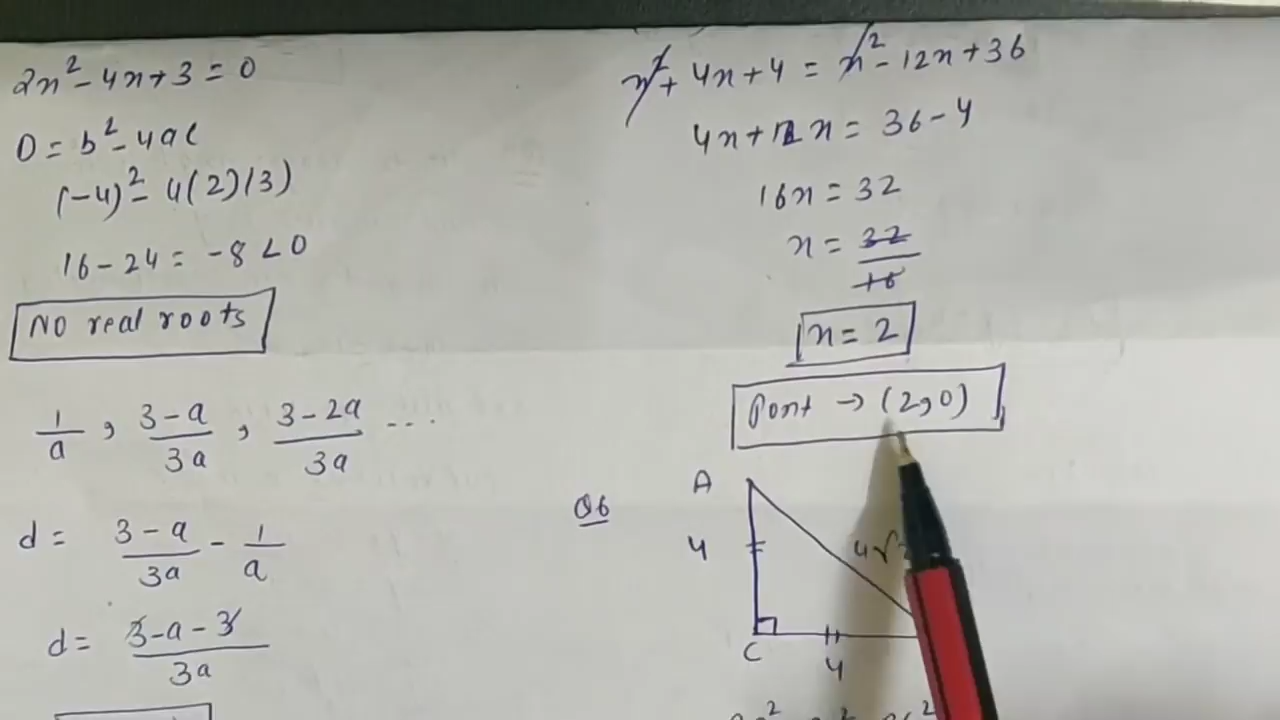 2x² - 4x + 3 = 0
D = b² - 4ac
(-4)² - 4(2)(3)
16 - 24 = -8 < 0
No real roots
1/a , (3-a)/3a , (3-2a)/3a ...
d = (3-a)/3a - 1/a
d = (3-a-3)/3a
x² + 4x + 4 = x² - 12x + 36
4x + 12x = 36 - 4
16x = 32
x = 32/16
x = 2
Pont → (2,0)
Q6
A
4
4√
C
4